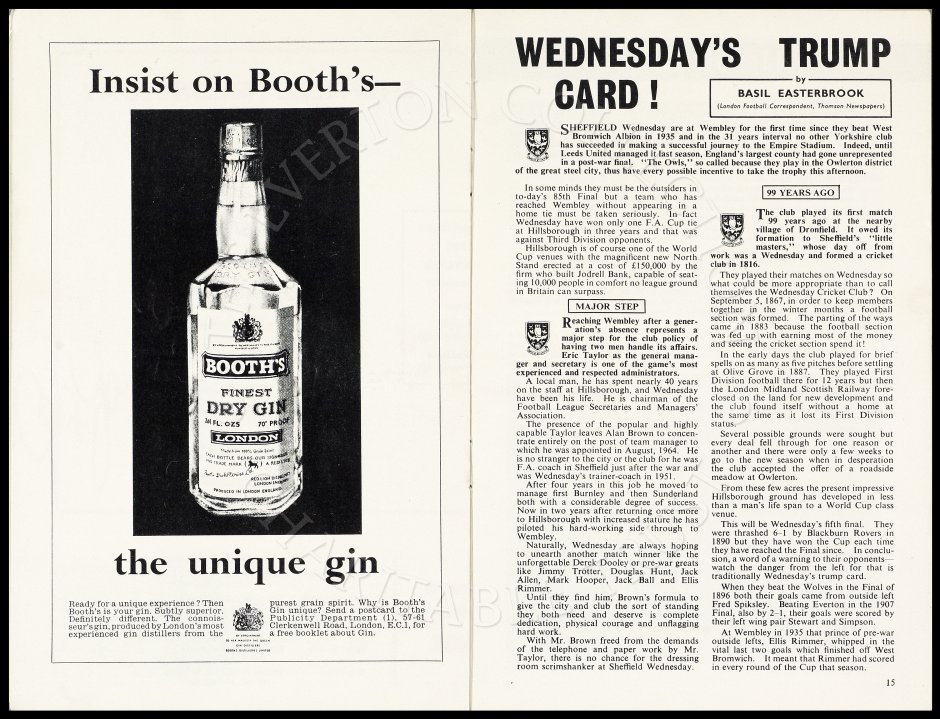 Insist on Booth's—
BOOTH'S
FINEST
DRY GIN
26⅔ FL. OZS 70° PROOF
LONDON
PRODUCED IN LONDON ENGLAND
the unique gin
Ready for a unique experience? Then
Booth's is your gin. Subtly superior.
Definitely different. The connois-
seur's gin, produced by London's most
experienced gin distillers from the
purest grain spirit. Why is Booth's
Gin unique? Send a postcard to the
Publicity Department (1), 57-61
Clerkenwell Road, London, E.C.1, for
a free booklet about Gin.
BY APPOINTMENT
TO HER MAJESTY THE QUEEN
GIN DISTILLERS
BOOTH'S DISTILLERIES LIMITED
WEDNESDAY'S TRUMP
CARD !
by
BASIL EASTERBROOK
(London Football Correspondent, Thomson Newspapers)
SHEFFIELD Wednesday are at Wembley for the first time since they beat West
Bromwich Albion in 1935 and in the 31 years interval no other Yorkshire club
has succeeded in making a successful journey to the Empire Stadium. Indeed, until
Leeds United managed it last season, England's largest county had gone unrepresented
in a post-war final. "The Owls," so called because they play in the Owlerton district
of the great steel city, thus have every possible incentive to take the trophy this afternoon.
In some minds they must be the outsiders in
to-day's 85th Final but a team who has
reached Wembley without appearing in a
home tie must be taken seriously. In fact
Wednesday have won only one F.A. Cup tie
at Hillsborough in three years and that was
against Third Division opponents.
Hillsborough is of course one of the World
Cup venues with the magnificent new North
Stand erected at a cost of £150,000 by the
firm who built Jodrell Bank, capable of seat-
ing 10,000 people in comfort no league ground
in Britain can surpass.
MAJOR STEP
Reaching Wembley after a gener-
ation's absence represents a
major step for the club policy of
having two men handle its affairs.
Eric Taylor as the general mana-
ger and secretary is one of the game's most
experienced and respected administrators.
A local man, he has spent nearly 40 years
on the staff at Hillsborough, and Wednesday
have been his life. He is chairman of the
Football League Secretaries and Managers'
Association.
The presence of the popular and highly
capable Taylor leaves Alan Brown to concen-
trate entirely on the post of team manager to
which he was appointed in August, 1964. He
is no stranger to the city or the club for he was
F.A. coach in Sheffield just after the war and
was Wednesday's trainer-coach in 1951.
After four years in this job he moved to
manage first Burnley and then Sunderland
both with a considerable degree of success.
Now in two years after returning once more
to Hillsborough with increased stature he has
piloted his hard-working side through to
Wembley.
Naturally, Wednesday are always hoping
to unearth another match winner like the
unforgettable Derek Dooley or pre-war greats
like Jimmy Trotter, Douglas Hunt, Jack
Allen, Mark Hooper, Jack Ball and Ellis
Rimmer.
Until they find him, Brown's formula to
give the city and club the sort of standing
they both need and deserve is complete
dedication, physical courage and unflagging
hard work.
With Mr. Brown freed from the demands
of the telephone and paper work by Mr.
Taylor, there is no chance for the dressing
room scrimshanker at Sheffield Wednesday.
99 YEARS AGO
The club played its first match
99 years ago at the nearby
village of Dronfield. It owed its
formation to Sheffield's "little
masters," whose day off from
work was a Wednesday and formed a cricket
club in 1816.
They played their matches on Wednesday so
what could be more appropriate than to call
themselves the Wednesday Cricket Club? On
September 5, 1867, in order to keep members
together in the winter months a football
section was formed. The parting of the ways
came in 1883 because the football section
was fed up with earning most of the money
and seeing the cricket section spend it!
In the early days the club played for brief
spells on as many as five pitches before settling
at Olive Grove in 1887. They played First
Division football there for 12 years but then
the London Midland Scottish Railway fore-
closed on the land for new development and
the club found itself without a home at
the same time as it lost its First Division
status.
Several possible grounds were sought but
every deal fell through for one reason or
another and there were only a few weeks to
go to the new season when in desperation
the club accepted the offer of a roadside
meadow at Owlerton.
From these few acres the present impressive
Hillsborough ground has developed in less
than a man's life span to a World Cup class
venue.
This will be Wednesday's fifth final. They
were thrashed 6-1 by Blackburn Rovers in
1890 but they have won the Cup each time
they have reached the Final since. In conclu-
sion, a word of a warning to their opponents—
watch the danger from the left for that is
traditionally Wednesday's trump card.
When they beat the Wolves in the Final of
1896 both their goals came from outside left
Fred Spiksley. Beating Everton in the 1907
Final, also by 2–1, their goals were scored by
their left wing pair Stewart and Simpson.
At Wembley in 1935 that prince of pre-war
outside lefts, Ellis Rimmer, whipped in the
vital last two goals which finished off West
Bromwich. It meant that Rimmer had scored
in every round of the Cup that season.
15